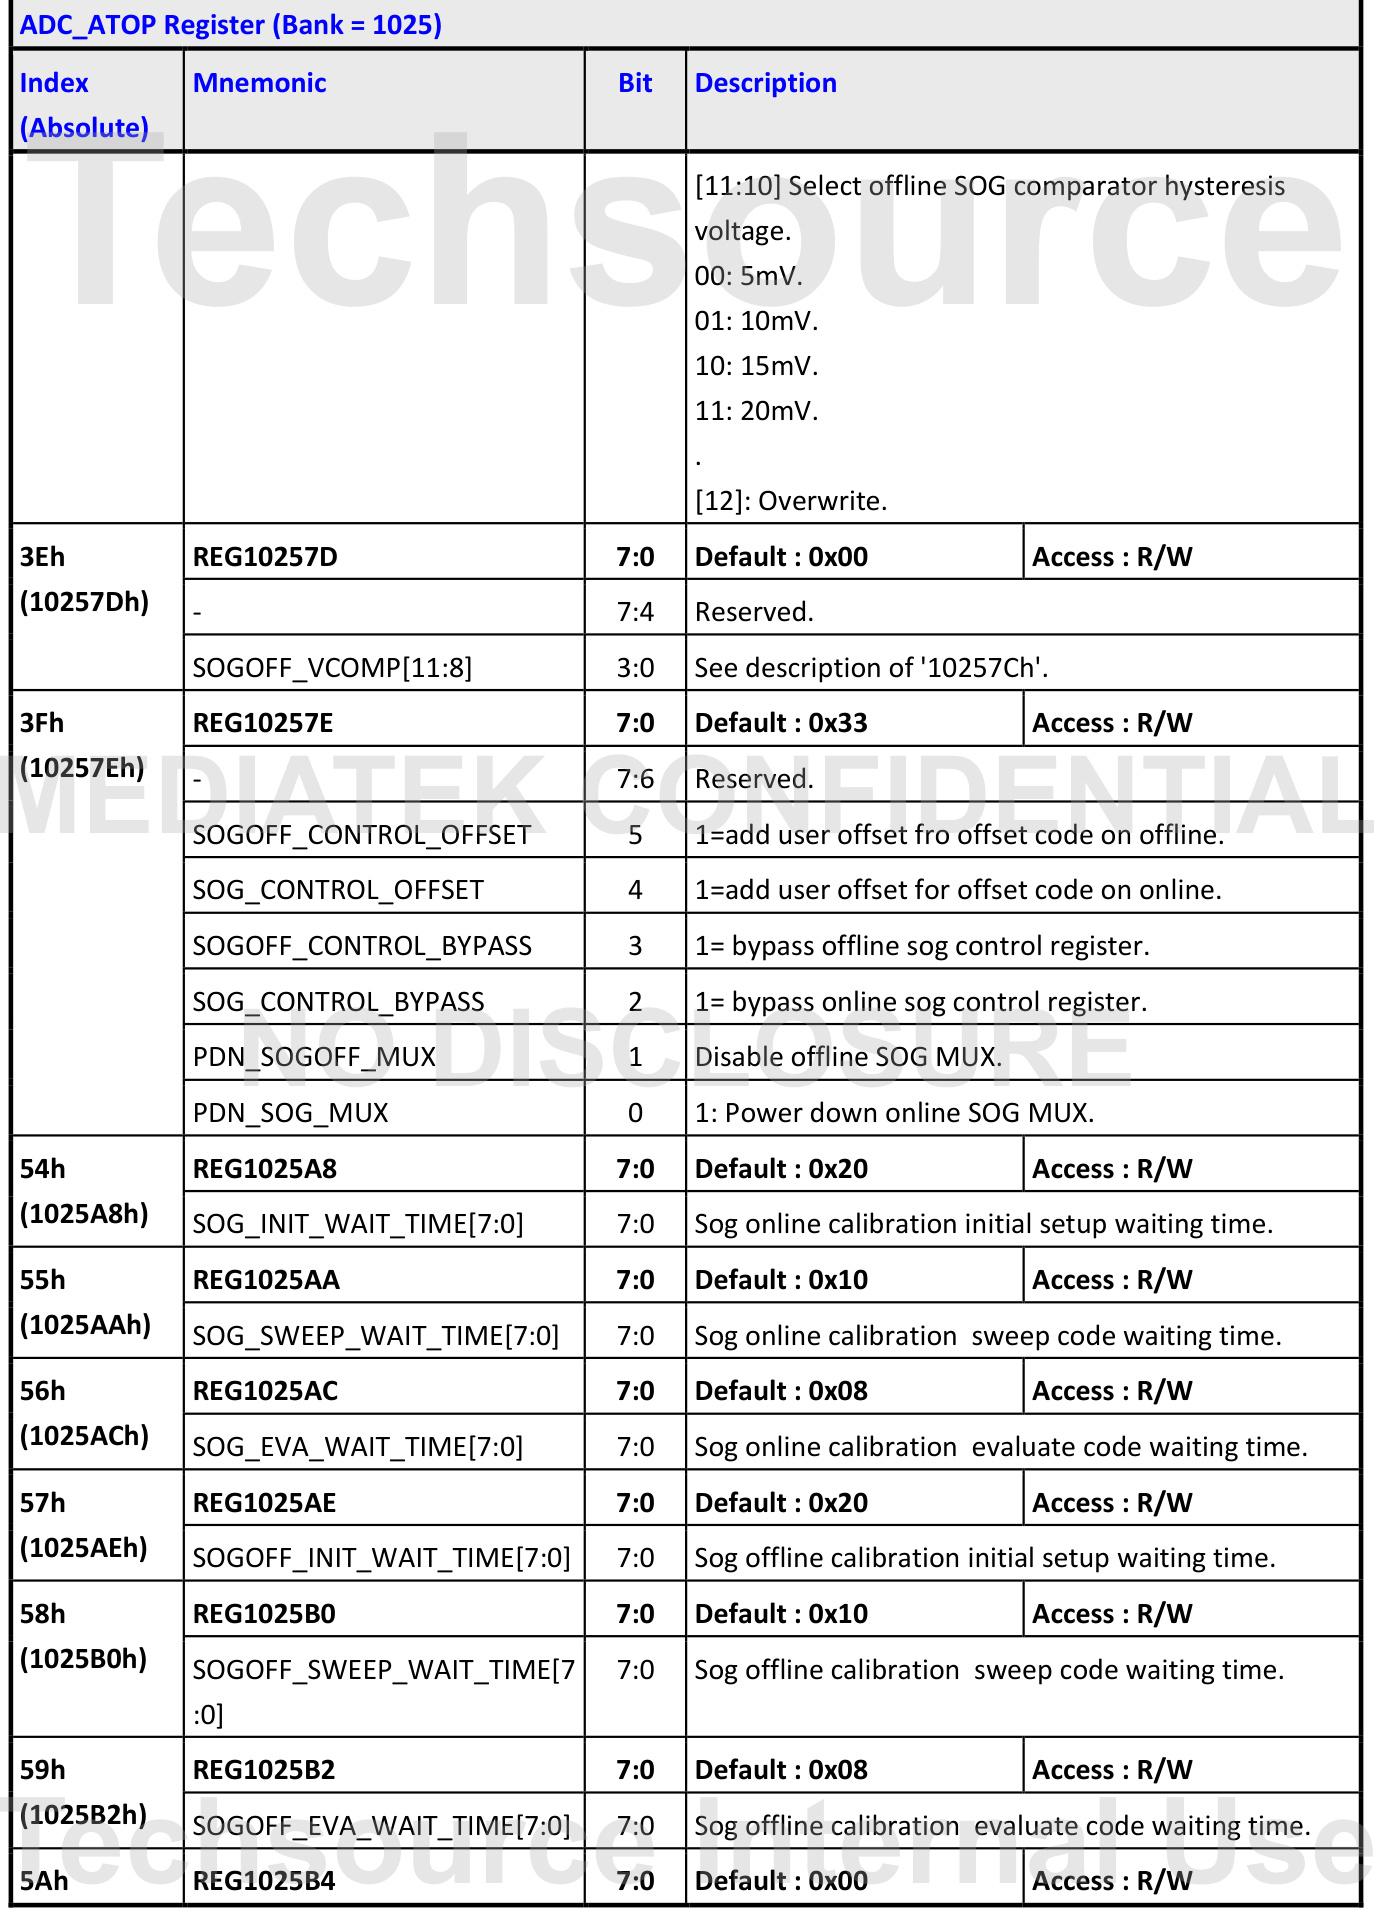 ADC_ATOP Register (Bank = 1025)
Index (Absolute) Mnemonic Bit Description
[11:10] Select offline SOG comparator hysteresis
voltage.
00: 5mV.
01: 10mV.
10: 15mV.
11: 20mV.
.
[12]: Overwrite.
3Eh REG10257D 7:0 Default : 0x00 Access : R/W
(10257Dh) - 7:4 Reserved.
SOGOFF_VCOMP[11:8] 3:0 See description of '10257Ch'.
3Fh REG10257E 7:0 Default : 0x33 Access : R/W
(10257Eh) - 7:6 Reserved.
SOGOFF_CONTROL_OFFSET 5 1=add user offset fro offset code on offline.
SOG_CONTROL_OFFSET 4 1=add user offset for offset code on online.
SOGOFF_CONTROL_BYPASS 3 1= bypass offline sog control register.
SOG_CONTROL_BYPASS 2 1= bypass online sog control register.
PDN_SOGOFF_MUX 1 Disable offline SOG MUX.
PDN_SOG_MUX 0 1: Power down online SOG MUX.
54h REG1025A8 7:0 Default : 0x20 Access : R/W
(1025A8h) SOG_INIT_WAIT_TIME[7:0] 7:0 Sog online calibration initial setup waiting time.
55h REG1025AA 7:0 Default : 0x10 Access : R/W
(1025AAh) SOG_SWEEP_WAIT_TIME[7:0] 7:0 Sog online calibration  sweep code waiting time.
56h REG1025AC 7:0 Default : 0x08 Access : R/W
(1025ACh) SOG_EVA_WAIT_TIME[7:0] 7:0 Sog online calibration  evaluate code waiting time.
57h REG1025AE 7:0 Default : 0x20 Access : R/W
(1025AEh) SOGOFF_INIT_WAIT_TIME[7:0] 7:0 Sog offline calibration initial setup waiting time.
58h REG1025B0 7:0 Default : 0x10 Access : R/W
(1025B0h) SOGOFF_SWEEP_WAIT_TIME[7 7:0 Sog offline calibration  sweep code waiting time.
:0]
59h REG1025B2 7:0 Default : 0x08 Access : R/W
(1025B2h) SOGOFF_EVA_WAIT_TIME[7:0] 7:0 Sog offline calibration  evaluate code waiting time.
5Ah REG1025B4 7:0 Default : 0x00 Access : R/W
Techsource
MEDIATEK CONFIDENTIAL
NO DISCLOSURE
Techsource Internal Use